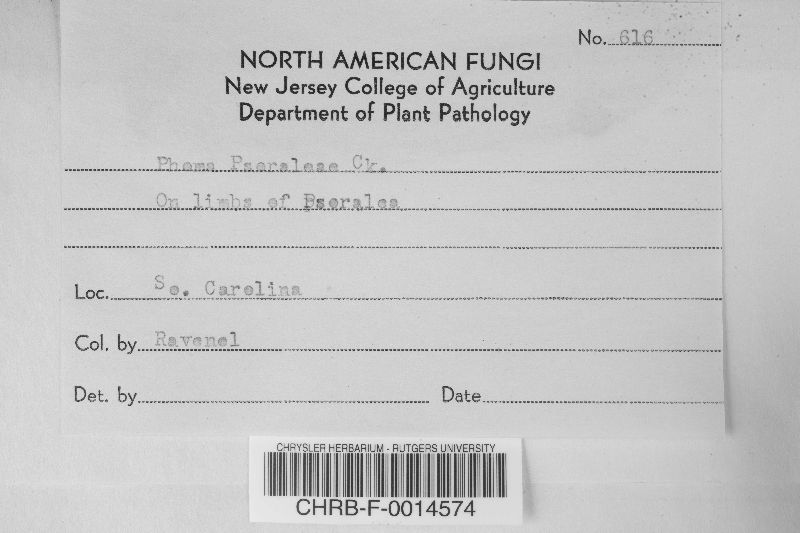 No. 616
NORTH AMERICAN FUNGI
New Jersey College of Agriculture
Department of Plant Pathology
Phoma Psoraleae Ck.
On limbs of Psoralea
Loc. So. Carolina
Col. by Ravenel
Det. by
Date
CHRYSLER HERBARIUM - RUTGERS UNIVERSITY
CHRB-F-0014574